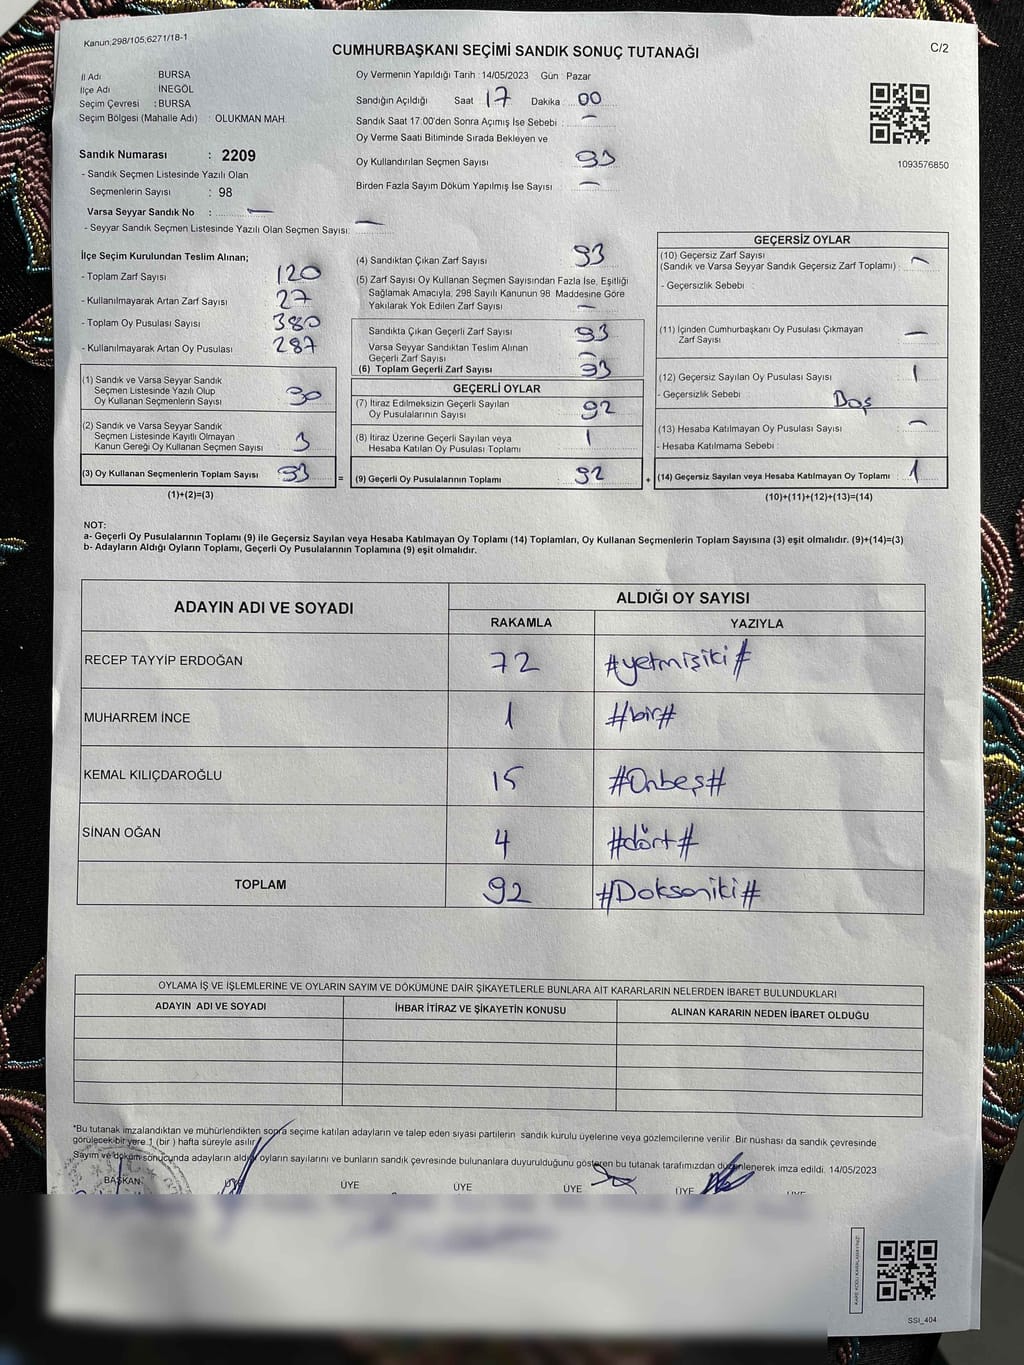 Kanun,298/105,6271/18-1
CUMHURBAŞKANI SEÇİMİ SANDIK SONUÇ TUTANAĞI
C/2
İl Adı BURSA
İlçe Adı İNEGÖL
Seçim Çevresi : BURSA
Seçim Bölgesi (Mahalle Adı) OLUKMAN MAH.
Sandık Numarası : 2209
- Sandık Seçmen Listesinde Yazılı Olan
Seçmenlerin Sayısı : 98
Varsa Seyyar Sandık No : —
- Seyyar Sandık Seçmen Listesinde Yazılı Olan Seçmen Sayısı: —
Oy Vermenin Yapıldığı Tarih : 14/05/2023 Gün : Pazar
Sandığın Açıldığı Saat 17 Dakika : 00
Sandık Saat 17:00'den Sonra Açımış İse Sebebi : —
Oy Verme Saati Bitiminde Sırada Bekleyen ve
Oy Kullandırılan Seçmen Sayısı 93
Birden Fazla Sayım Döküm Yapılmış İse Sayısı —
1093576850
İlçe Seçim Kurulundan Teslim Alınan;
- Toplam Zarf Sayısı 120
- Kullanılmayarak Artan Zarf Sayısı 27
- Toplam Oy Pusulası Sayısı 380
- Kullanılmayarak Artan Oy Pusulası 287
(1) Sandık ve Varsa Seyyar Sandık
Seçmen Listesinde Yazılı Olup
Oy Kullanan Seçmenlerin Sayısı 90
(2) Sandık ve Varsa Seyyar Sandık
Seçmen Listesinde Kayıtlı Olmayan
Kanun Gereği Oy Kullanan Seçmen Sayısı 3
(3) Oy Kullanan Seçmenlerin Toplam Sayısı 93
(1)+(2)=(3)
=
(4) Sandıktan Çıkan Zarf Sayısı 93
(5) Zarf Sayısı Oy Kullanan Seçmen Sayısından Fazla İse, Eşitliği
Sağlamak Amacıyla, 298 Sayılı Kanunun 98 Maddesine Göre
Yakılarak Yok Edilen Zarf Sayısı —
Sandıkta Çıkan Geçerli Zarf Sayısı 93
Varsa Seyyar Sandıktan Teslim Alınan
Geçerli Zarf Sayısı —
(6) Toplam Geçerli Zarf Sayısı 93
GEÇERLİ OYLAR
(7) İtiraz Edilmeksizin Geçerli Sayılan
Oy Pusulalarının Sayısı 92
(8) İtiraz Üzerine Geçerli Sayılan veya
Hesaba Katılan Oy Pusulası Toplamı 1
(9) Geçerli Oy Pusulalarının Toplamı 92
+
GEÇERSİZ OYLAR
(10) Geçersiz Zarf Sayısı
(Sandık ve Varsa Seyyar Sandık Geçersiz Zarf Toplamı) : —
- Geçersizlik Sebebi :
(11) İçinden Cumhurbaşkanı Oy Pusulası Çıkmayan
Zarf Sayısı —
(12) Geçersiz Sayılan Oy Pusulası Sayısı 1
- Geçersizlik Sebebi Boş
(13) Hesaba Katılmayan Oy Pusulası Sayısı —
- Hesaba Katılmama Sebebi :
(14) Geçersiz Sayılan veya Hesaba Katılmayan Oy Toplamı : 1
(10)+(11)+(12)+(13)=(14)
NOT:
a- Geçerli Oy Pusulalarının Toplamı (9) ile Geçersiz Sayılan veya Hesaba Katılmayan Oy Toplamı (14) Toplamları, Oy Kullanan Seçmenlerin Toplam Sayısına (3) eşit olmalıdır. (9)+(14)=(3)
b- Adayların Aldığı Oyların Toplamı, Geçerli Oy Pusulalarının Toplamına (9) eşit olmalıdır.
ADAYIN ADI VE SOYADI
ALDIĞI OY SAYISI
RAKAMLA YAZIYLA
RECEP TAYYİP ERDOĞAN 72 #yetmişiki#
MUHARREM İNCE 1 #bir#
KEMAL KILIÇDAROĞLU 15 #Onbeş#
SİNAN OĞAN 4 #dört#
TOPLAM 92 #Doksaniki#
OYLAMA İŞ VE İŞLEMLERİNE VE OYLARIN SAYIM VE DÖKÜMÜNE DAİR ŞİKAYETLERLE BUNLARA AİT KARARLARIN NELERDEN İBARET BULUNDUKLARI
ADAYIN ADI VE SOYADI İHBAR İTİRAZ VE ŞİKAYETİN KONUSU ALINAN KARARIN NEDEN İBARET OLDUĞU
*Bu tutanak imzalandıktan ve mühürlendikten sonra seçime katılan adayların ve talep eden siyasi partilerin sandık kurulu üyelerine veya gözlemcilerine verilir. Bir nüshası da sandık çevresinde
görülecek bir yere 1 (bir ) hafta süreyle asılır.
Sayım ve döküm sonucunda adayların aldığı oyların sayılarını ve bunların sandık çevresinde bulunanlara duyurulduğunu gösteren bu tutanak tarafımızdan düzenlenerek imza edildi. 14/05/2023
BAŞKAN ÜYE ÜYE ÜYE ÜYE ÜYE ÜYE
SSI_404